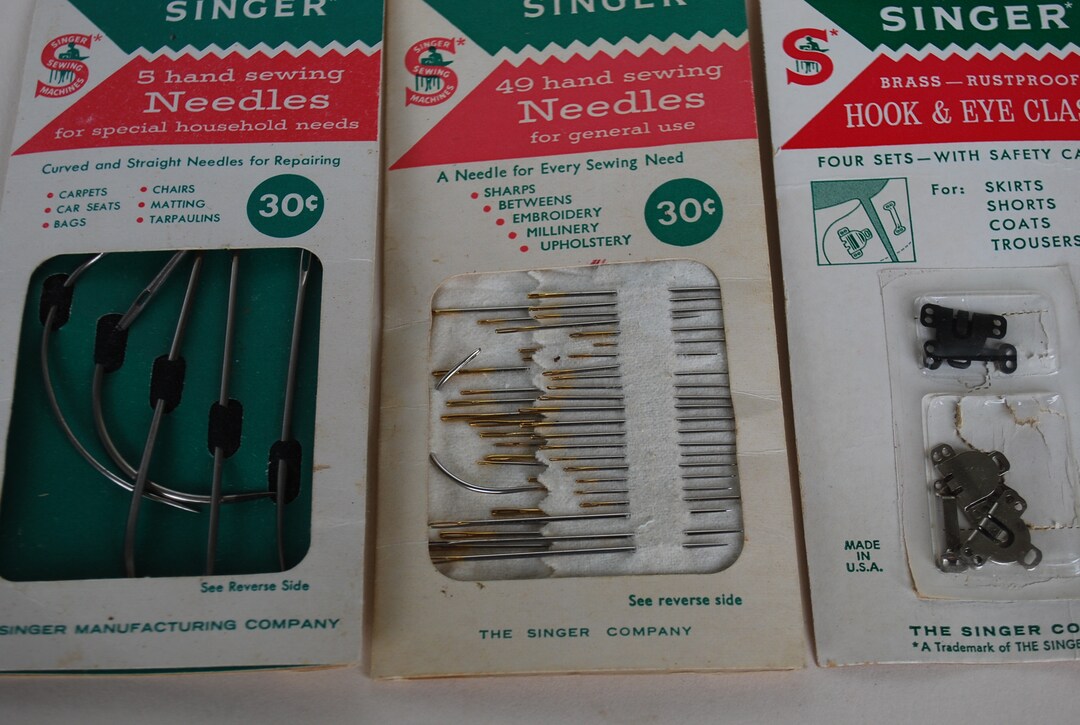 SINGER
SINGER
SEWING
MACHINES
5 hand sewing
Needles
for special household needs
Curved and Straight Needles for Repairing
• CARPETS
• CAR SEATS
• BAGS
• CHAIRS
• MATTING
• TARPAULINS
30¢
See Reverse Side
SINGER MANUFACTURING COMPANY
SINGER
SINGER
SEWING
MACHINES
*
49 hand sewing
Needles
for general use
A Needle for Every Sewing Need
• SHARPS
• BETWEENS
• EMBROIDERY
• MILLINERY
• UPHOLSTERY
30¢
See reverse side
THE SINGER COMPANY
SINGER*
S*
BRASS — RUSTPROOF
HOOK & EYE CLAS
FOUR SETS — WITH SAFETY CA
For: SKIRTS
SHORTS
COATS
TROUSERS
MADE
IN
U.S.A.
THE SINGER CO
*A Trademark of THE SINGE